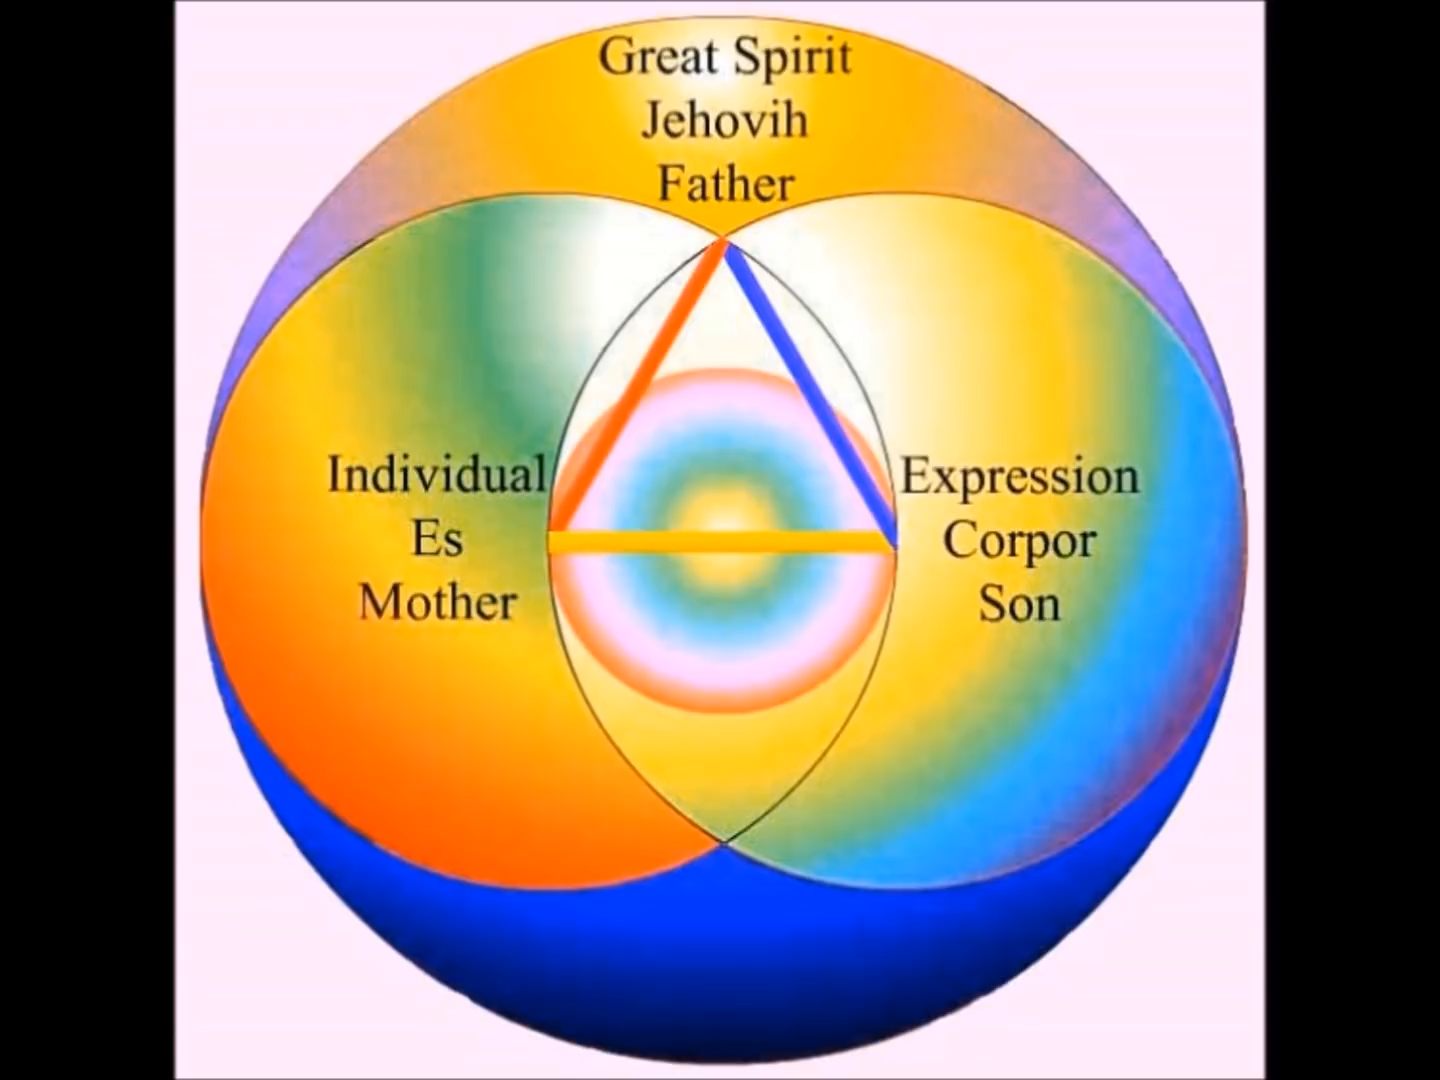 Great Spirit
Jehovih
Father
Individual
Es
Mother
Expression
Corpor
Son